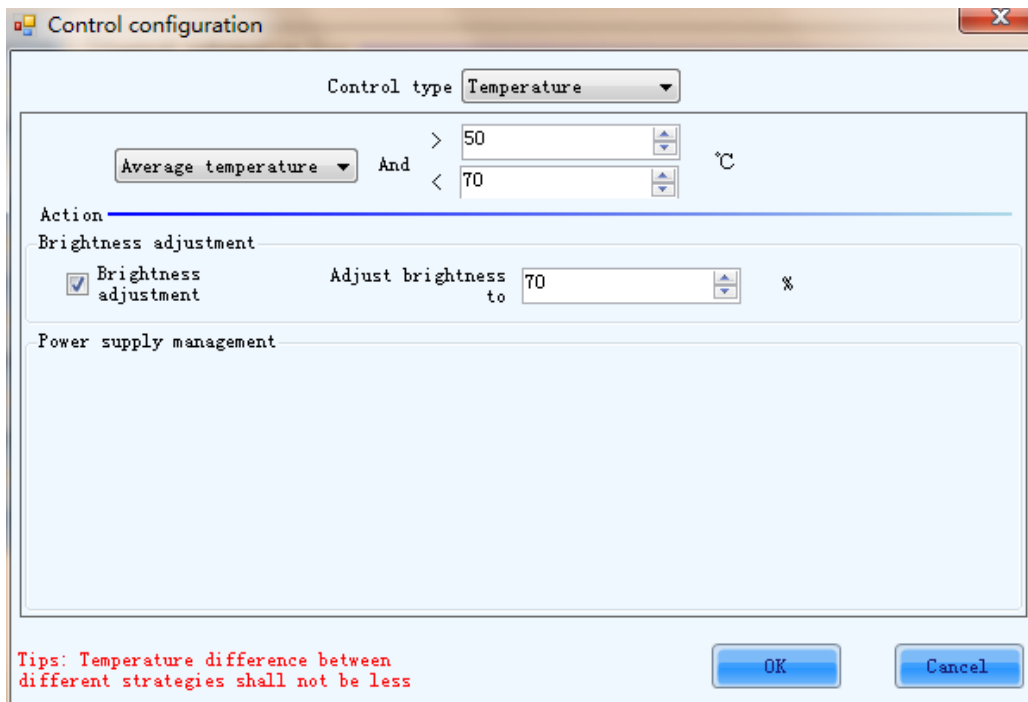 Control configuration
Control type Temperature
> 50
Average temperature And ℃
< 70
Action
Brightness adjustment
Brightness adjustment
Adjust brightness to 70 %
Power supply management
Tips: Temperature difference between
different strategies shall not be less
OK Cancel